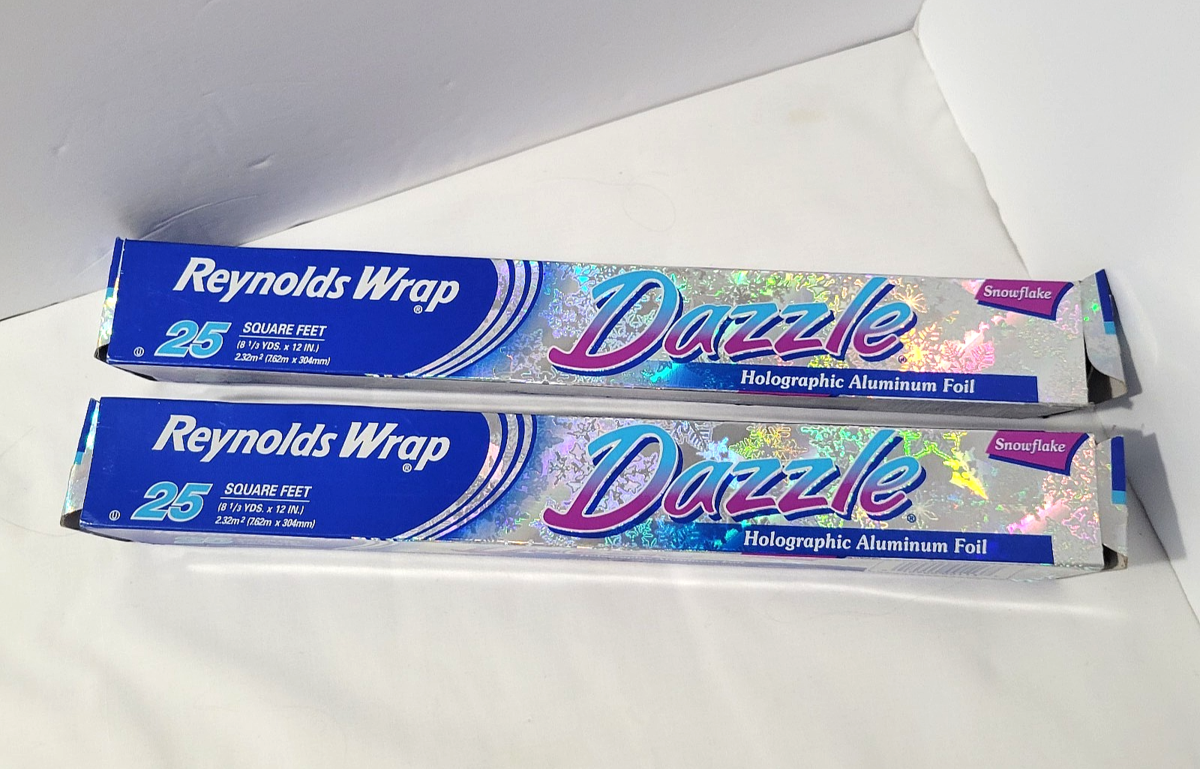 Reynolds Wrap®
25 SQUARE FEET
(8 1/3 YDS. x 12 IN.)
2.32m² (7.62m x 304mm)
Dazzle®
Snowflake
Holographic Aluminum Foil
Reynolds Wrap®
25 SQUARE FEET
(8 1/3 YDS. x 12 IN.)
2.32m² (7.62m x 304mm)
Dazzle®
Snowflake
Holographic Aluminum Foil